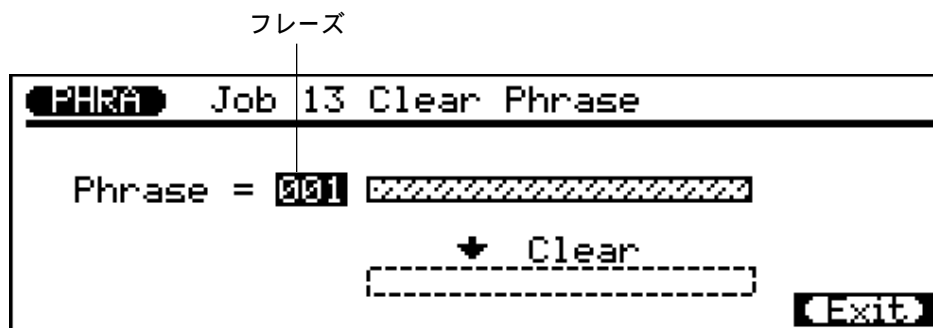 フレーズ
PHRA Job 13 Clear Phrase
Phrase = 001
Clear
Exit